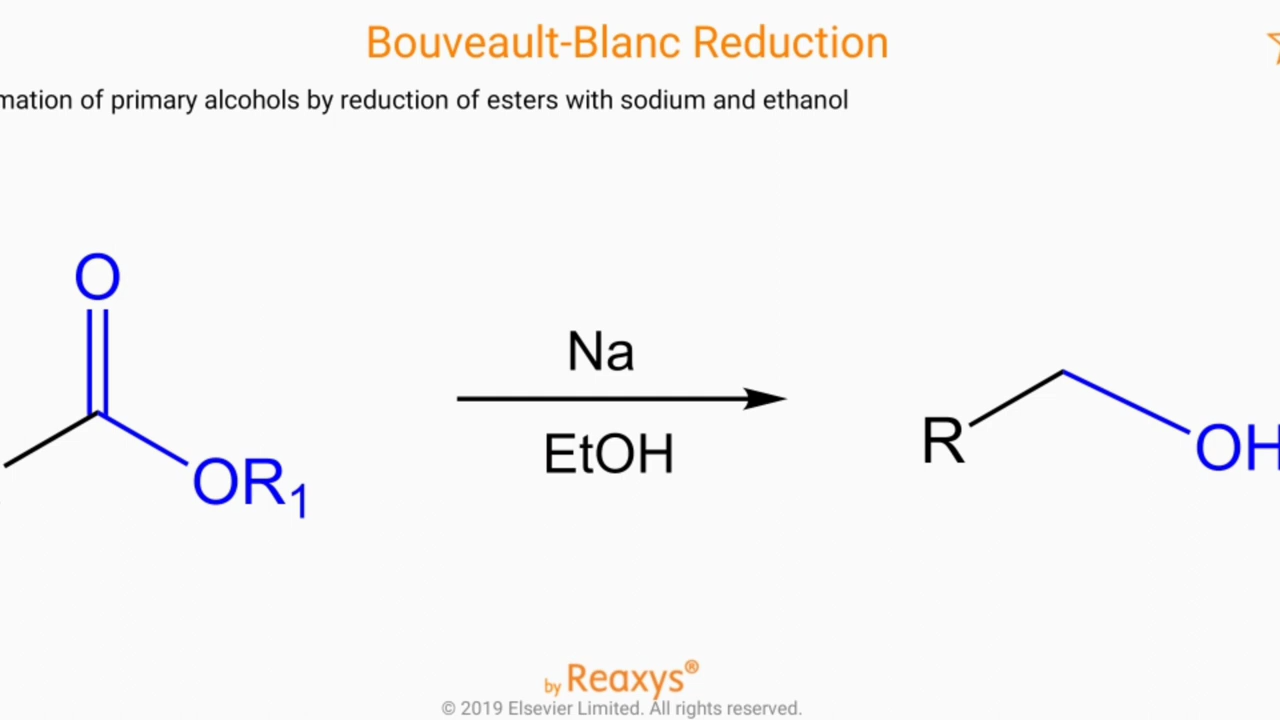 Bouveault-Blanc Reduction
mation of primary alcohols by reduction of esters with sodium and ethanol
O
Na
EtOH
OR1
R
OH
by Reaxys®
© 2019 Elsevier Limited. All rights reserved.